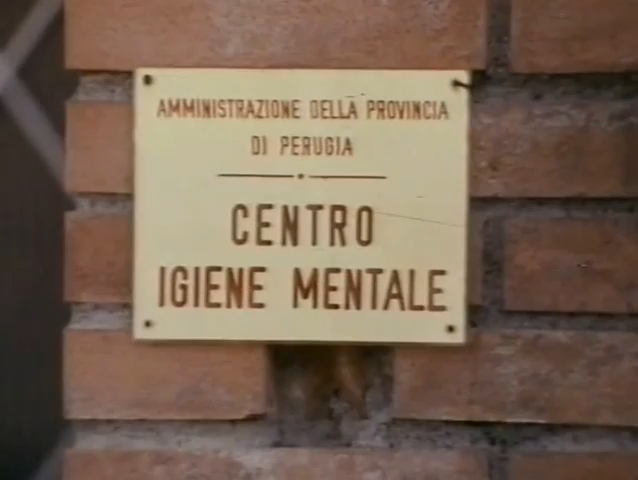 AMMINISTRAZIONE DELLA PROVINCIA
DI PERUGIA
CENTRO
IGIENE MENTALE